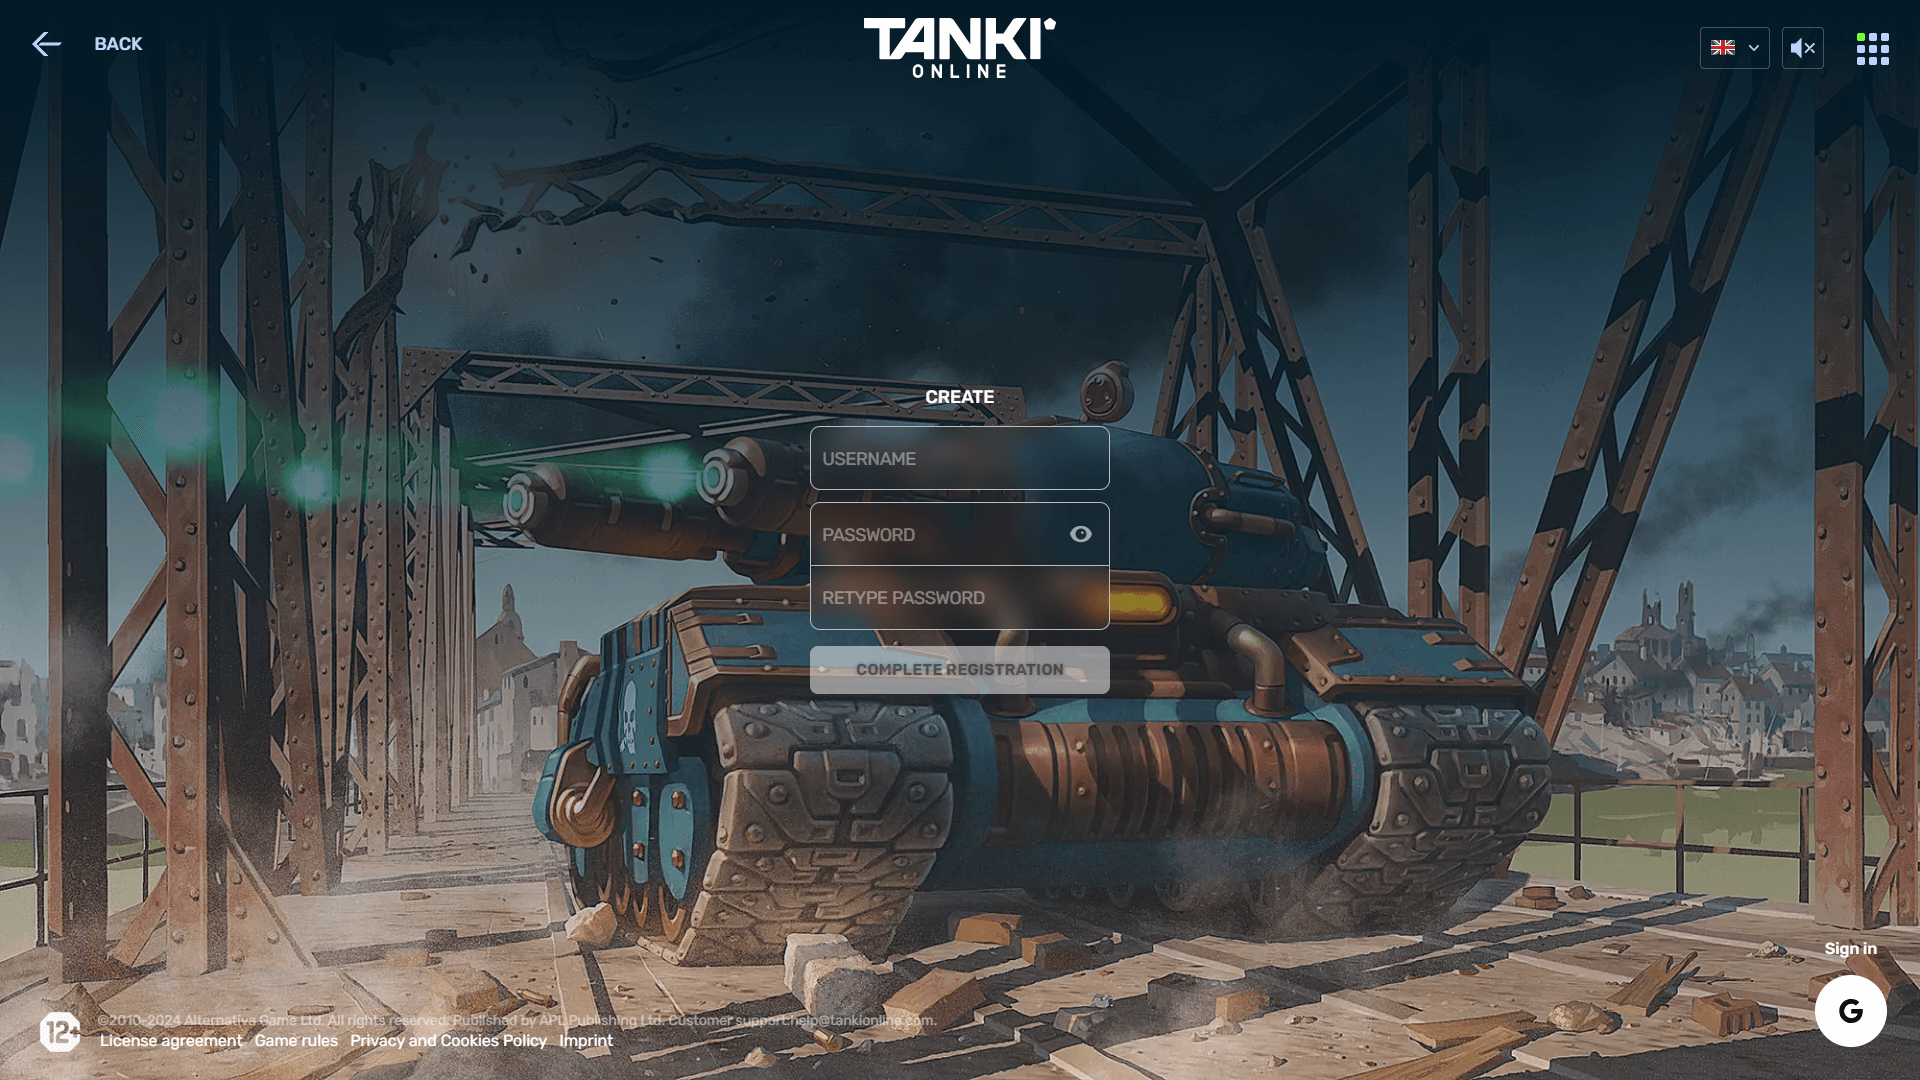 BACK
TANKI
ONLINE
CREATE
USERNAME
PASSWORD
RETYPE PASSWORD
COMPLETE REGISTRATION
Sign in
G
12+
©2010-2024 Alternativa Game Ltd. All rights reserved. Published by APL Publishing Ltd. Customer support:help@tankionline.com.
License agreement Game rules Privacy and Cookies Policy Imprint